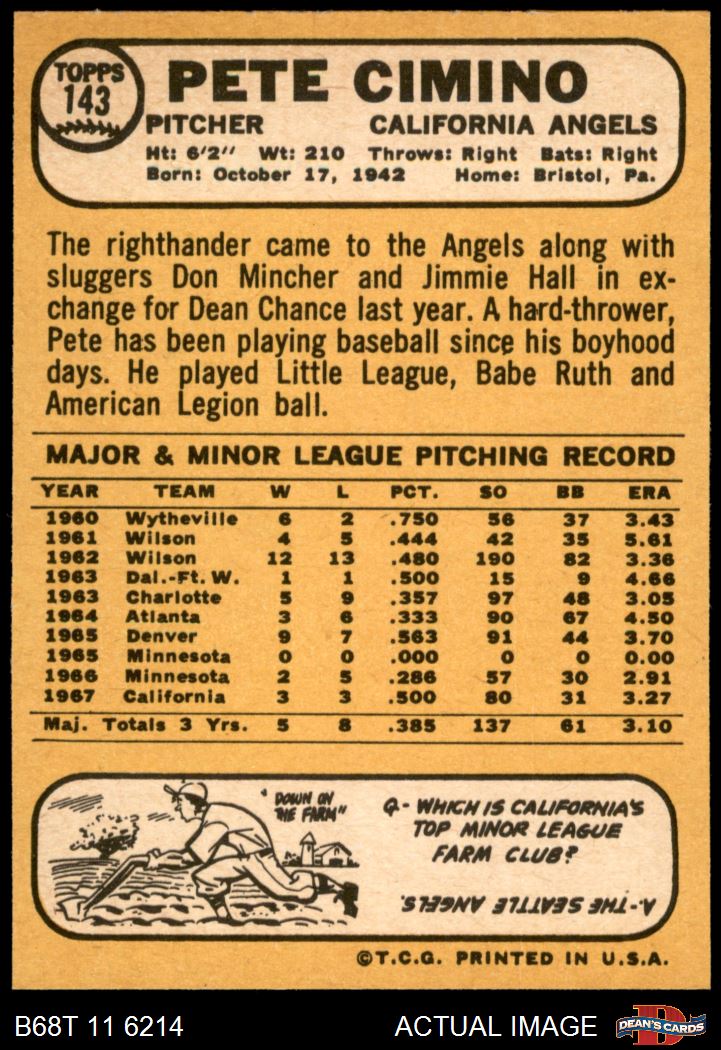 TOPPS
143
PETE CIMINO
PITCHER CALIFORNIA ANGELS
Ht: 6'2" Wt: 210 Throws: Right Bats: Right
Born: October 17, 1942 Home: Bristol, Pa.
The righthander came to the Angels along with
sluggers Don Mincher and Jimmie Hall in ex-
change for Dean Chance last year. A hard-thrower,
Pete has been playing baseball since his boyhood
days. He played Little League, Babe Ruth and
American Legion ball.
MAJOR & MINOR LEAGUE PITCHING RECORD
YEAR TEAM W L PCT. SO BB ERA
1960 Wytheville 6 2 .750 56 37 3.43
1961 Wilson 4 5 .444 42 35 5.61
1962 Wilson 12 13 .480 190 82 3.36
1963 Dal.-Ft. W. 1 1 .500 15 9 4.66
1963 Charlotte 5 9 .357 97 48 3.05
1964 Atlanta 3 6 .333 90 67 4.50
1965 Denver 9 7 .563 91 44 3.70
1965 Minnesota 0 0 .000 0 0 0.00
1966 Minnesota 2 5 .286 57 30 2.91
1967 California 3 3 .500 80 31 3.27
Maj. Totals 3 Yrs. 5 8 .385 137 61 3.10
"DOWN ON
THE FARM"
Q- WHICH IS CALIFORNIA'S
TOP MINOR LEAGUE
FARM CLUB?
A-THE SEATTLE ANGELS.
©T.C.G. PRINTED IN U.S.A.
B68T 11 6214 ACTUAL IMAGE
D
DEAN'S CARDS